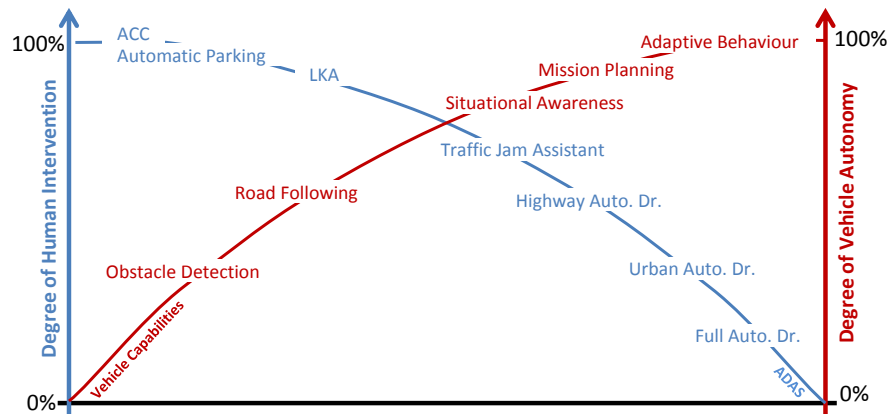 100%
ACC
Automatic Parking
LKA
Adaptive Behaviour
100%
Mission Planning
Situational Awareness
Traffic Jam Assistant
Road Following
Highway Auto. Dr.
Obstacle Detection
Urban Auto. Dr.
Full Auto. Dr.
Vehicle Capabilities
ADAS
0%
0%
Degree of Human Intervention
Degree of Vehicle Autonomy